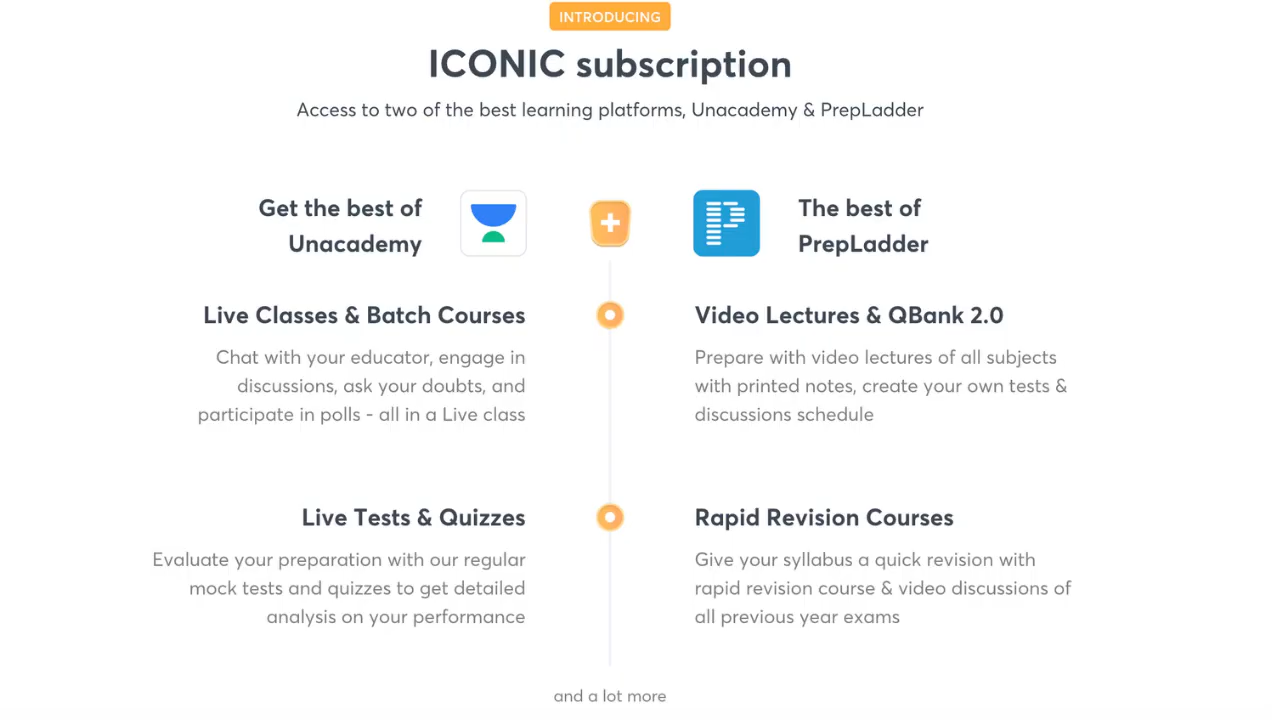 INTRODUCING
ICONIC subscription
Access to two of the best learning platforms, Unacademy & PrepLadder
Get the best of
Unacademy
The best of
PrepLadder
Live Classes & Batch Courses
Chat with your educator, engage in
discussions, ask your doubts, and
participate in polls - all in a Live class
Video Lectures & QBank 2.0
Prepare with video lectures of all subjects
with printed notes, create your own tests &
discussions schedule
Live Tests & Quizzes
Evaluate your preparation with our regular
mock tests and quizzes to get detailed
analysis on your performance
Rapid Revision Courses
Give your syllabus a quick revision with
rapid revision course & video discussions of
all previous year exams
and a lot more